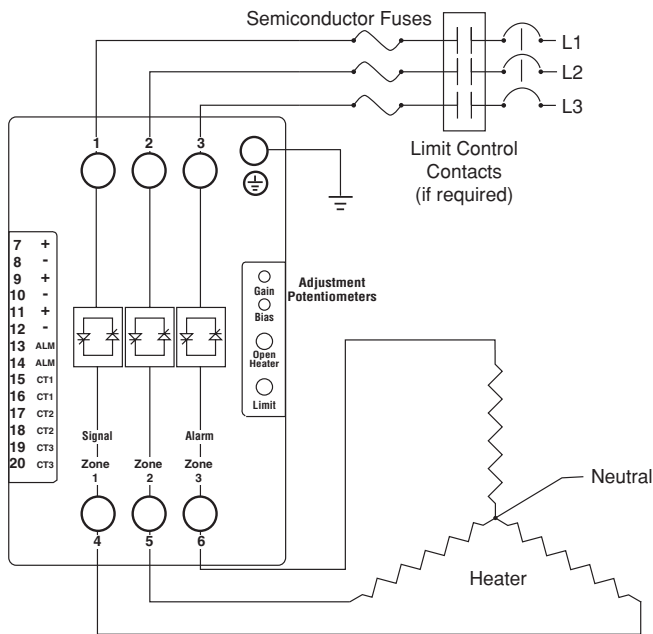 Semiconductor Fuses
L1
L2
L3
Limit Control
Contacts
(if required)
1
2
3
7 +
8 -
9 +
10 -
11 +
12 -
13 ALM
14 ALM
15 CT1
16 CT1
17 CT2
18 CT2
19 CT3
20 CT3
Gain
Bias
Open
Heater
Limit
Adjustment
Potentiometers
Signal
Alarm
Zone
1
Zone
2
Zone
3
4
5
6
Neutral
Heater